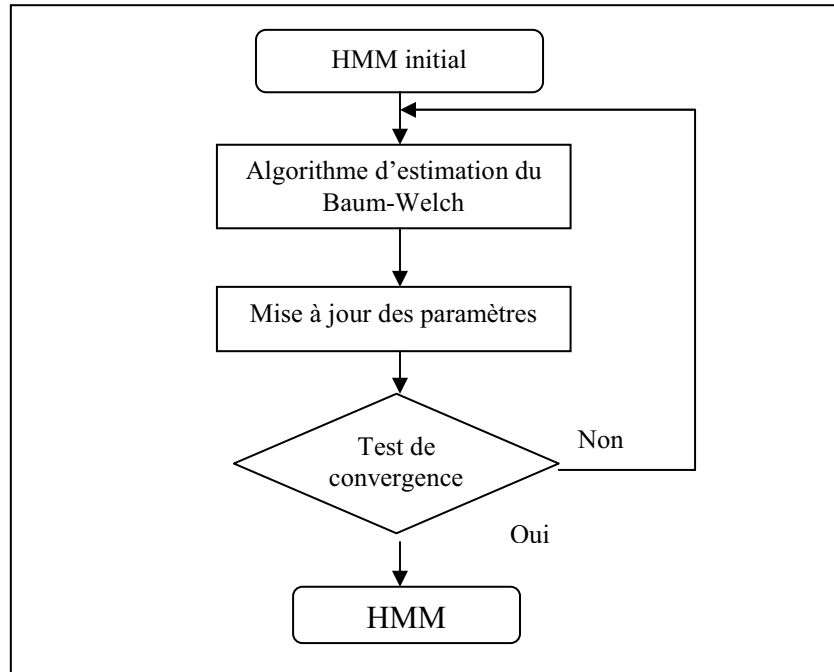 HMM initial
Algorithme d’estimation du
Baum-Welch
Mise à jour des paramètres
Test de
convergence
Non
Oui
HMM